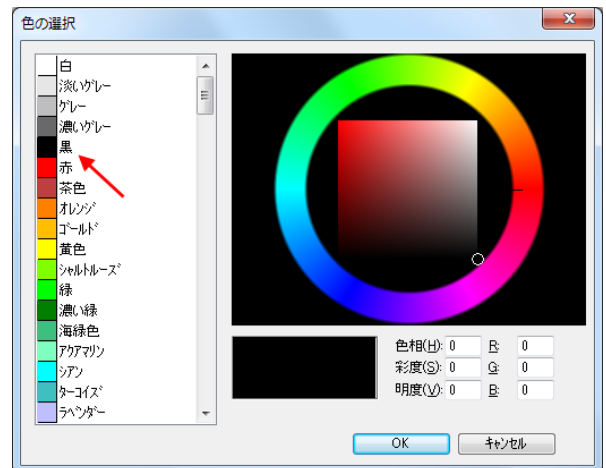 色の選択
白
淡いグレー
グレー
濃いグレー
黒
赤
茶色
オレンジ
ゴールド
黄色
シャルトルーズ
緑
濃い緑
海緑色
アクアマリン
シアン
ターコイズ
ラベンダー
色相(H): 0 R: 0
彩度(S): 0 G: 0
明度(V): 0 B: 0
OK キャンセル